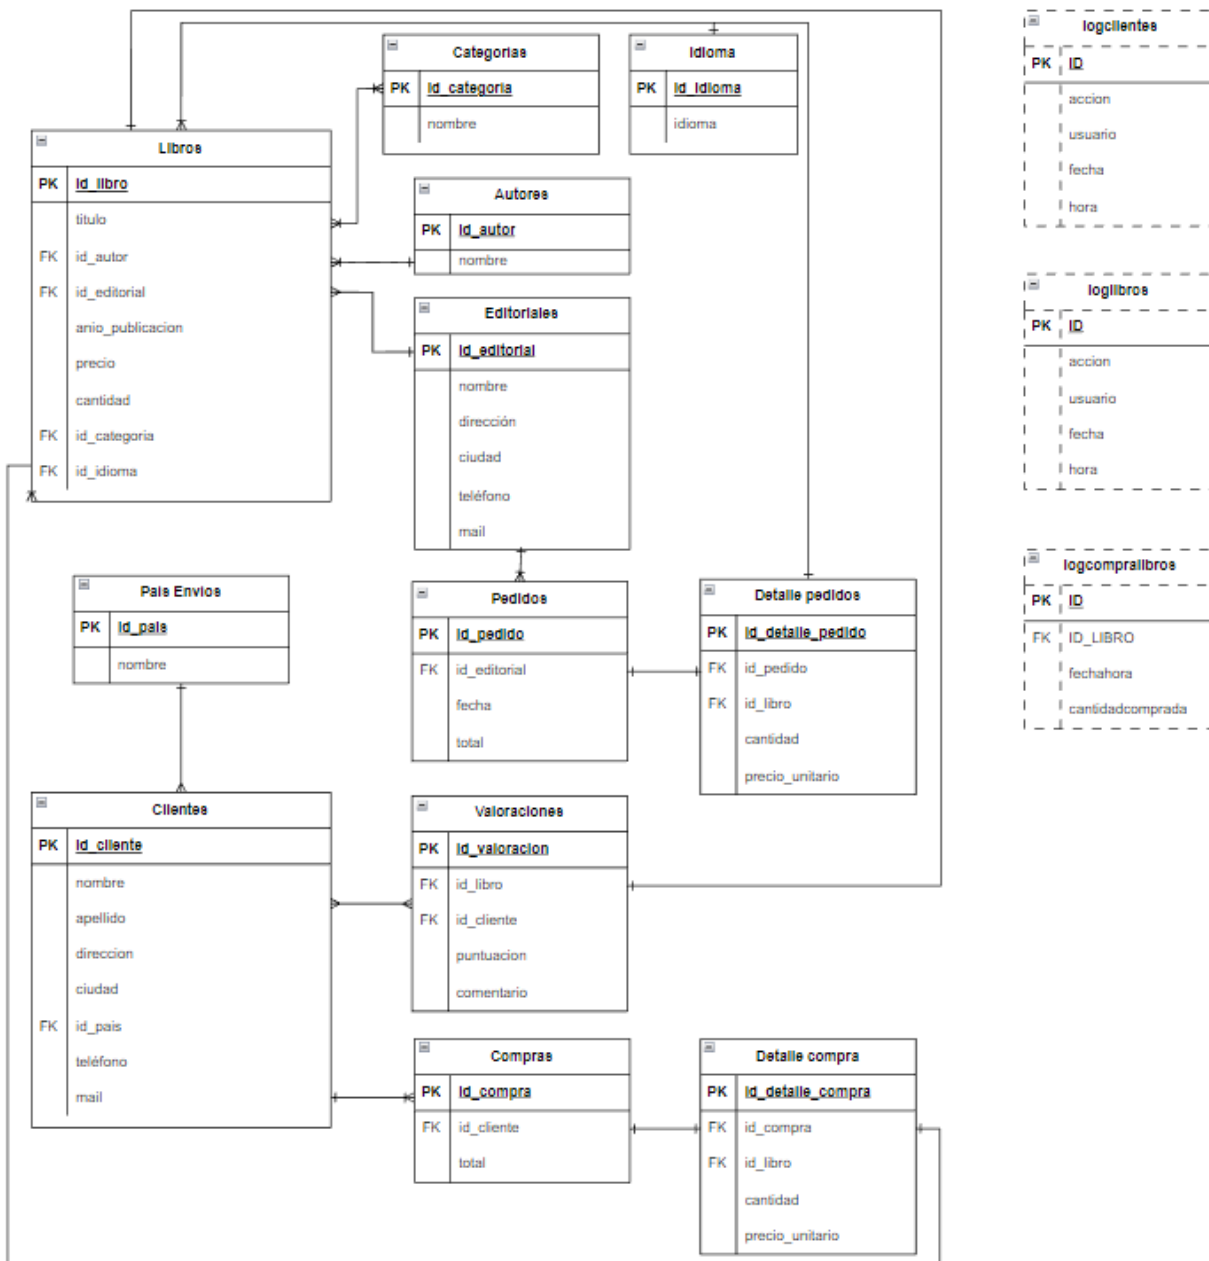 Categorias
PK Id_categoria
nombre
Idioma
PK Id_Idioma
idioma
logclientes
PK ID
accion
usuario
fecha
hora
Libros
PK Id_libro
titulo
FK id_autor
FK id_editorial
anio_publicacion
precio
cantidad
FK id_categoria
FK id_idioma
Autores
PK Id_autor
nombre
Editoriales
PK Id_editorial
nombre
dirección
ciudad
teléfono
mail
loglibros
PK ID
accion
usuario
fecha
hora
Pais Envios
PK Id_pais
nombre
Pedidos
PK Id_pedido
FK id_editorial
fecha
total
Detalle pedidos
PK Id_detalle_pedido
FK id_pedido
FK id_libro
cantidad
precio_unitario
logcompralibros
PK ID
FK ID_LIBRO
fechahora
cantidadcomprada
Clientes
PK Id_cliente
nombre
apellido
direccion
ciudad
FK id_pais
teléfono
mail
Valoraciones
PK Id_valoracion
FK id_libro
FK id_cliente
puntuacion
comentario
Compras
PK Id_compra
FK id_cliente
total
Detalle compra
PK Id_detalle_compra
FK id_compra
FK id_libro
cantidad
precio_unitario